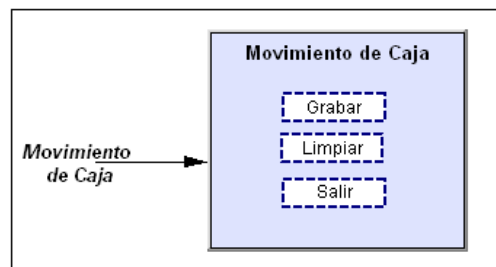 Movimiento de Caja
Grabar
Limpiar
Salir
Movimiento
de Caja